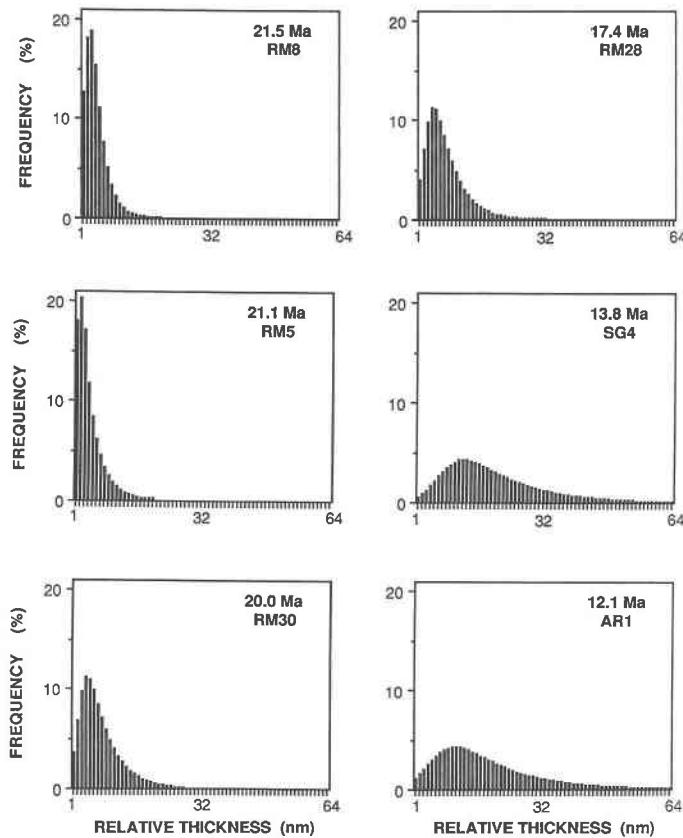 FREQUENCY (%)
20
10
0
21.5 Ma
RM8
1
32
64
20
10
0
17.4 Ma
RM28
1
32
64
FREQUENCY (%)
20
10
0
21.1 Ma
RM5
1
32
64
20
10
0
13.8 Ma
SG4
1
32
64
FREQUENCY (%)
20
10
0
20.0 Ma
RM30
1
32
64
RELATIVE THICKNESS (nm)
20
10
0
12.1 Ma
AR1
1
32
64
RELATIVE THICKNESS (nm)